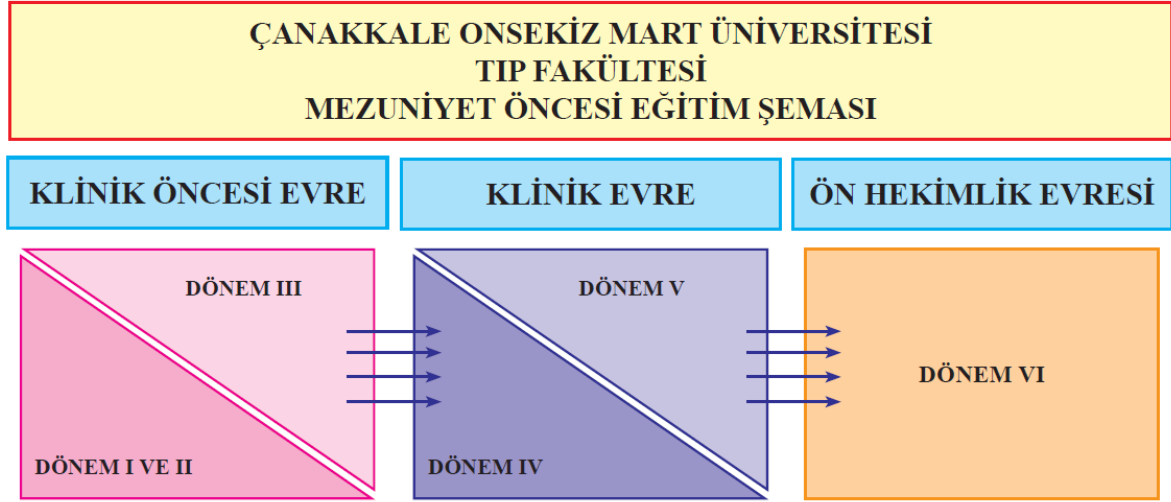 ÇANAKKALE ONSEKİZ MART ÜNİVERSİTESİ
TIP FAKÜLTESİ
MEZUNİYET ÖNCESİ EĞİTİM ŞEMASI
KLİNİK ÖNCESİ EVRE
KLİNİK EVRE
ÖN HEKİMLİK EVRESİ
DÖNEM III
DÖNEM I VE II
DÖNEM V
DÖNEM IV
DÖNEM VI